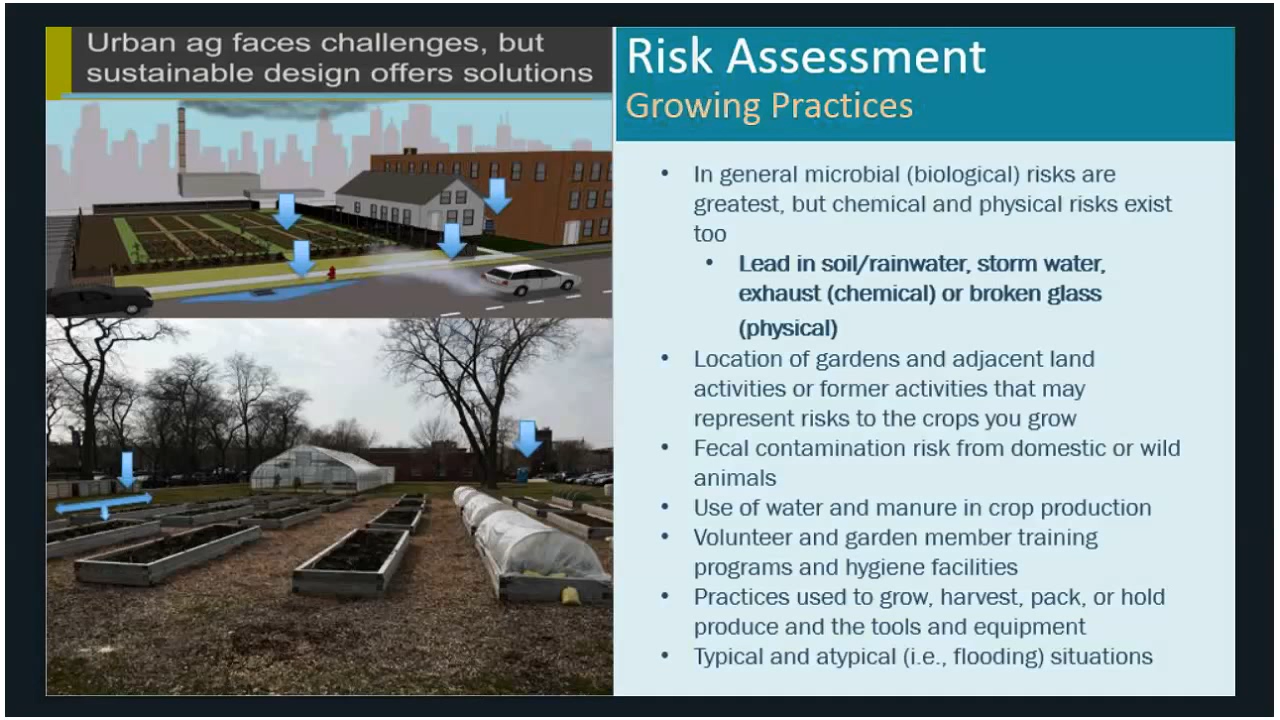 Urban ag faces challenges, but
sustainable design offers solutions
Risk Assessment
Growing Practices
• In general microbial (biological) risks are
greatest, but chemical and physical risks exist
too
• Lead in soil/rainwater, storm water,
exhaust (chemical) or broken glass
(physical)
• Location of gardens and adjacent land
activities or former activities that may
represent risks to the crops you grow
• Fecal contamination risk from domestic or wild
animals
• Use of water and manure in crop production
• Volunteer and garden member training
programs and hygiene facilities
• Practices used to grow, harvest, pack, or hold
produce and the tools and equipment
• Typical and atypical (i.e., flooding) situations